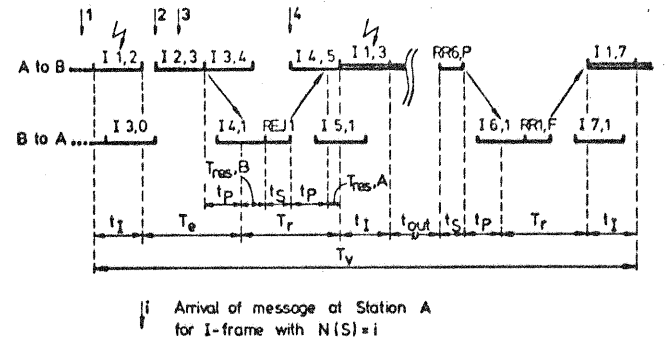 1 2 3 4
A to B I 1,2 I 2,3 I 3,4 I 4,5 I 1,3 RR6,P I 1,7
B to A I 3,0 I 4,1 REJ 1 I 5,1 I 6,1 RR1,F I 7,1
Tres,B Tres,A
tP tS tP
tI Te Tr tI tout tS tP Tr tI
Tv
i Arrival of message at Station A
for I-frame with N(S) = i